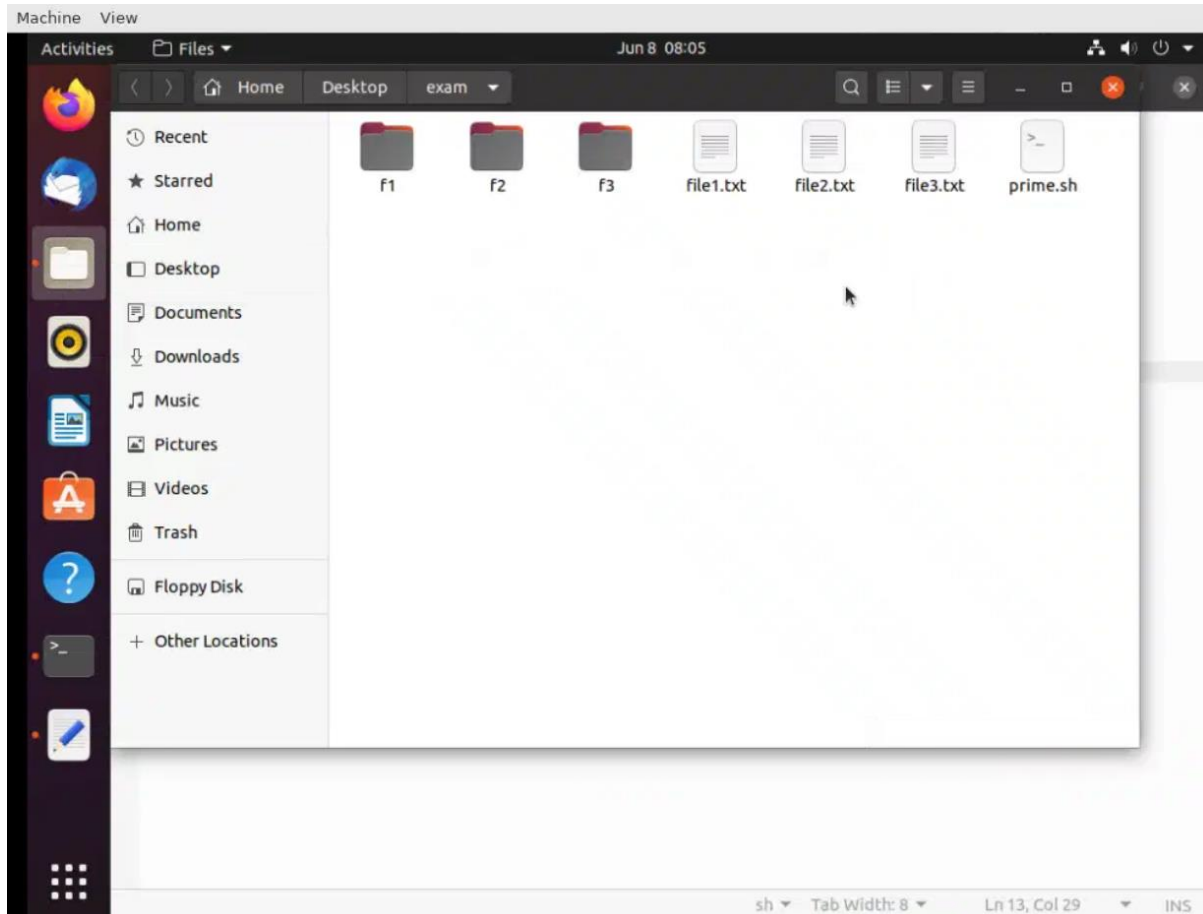 Machine View
Activities Files Jun 8 08:05
Home Desktop exam
Recent
Starred
Home
Desktop
Documents
Downloads
Music
Pictures
Videos
Trash
Floppy Disk
+ Other Locations
f1 f2 f3 file1.txt file2.txt file3.txt prime.sh
sh Tab Width: 8 Ln 13, Col 29 INS